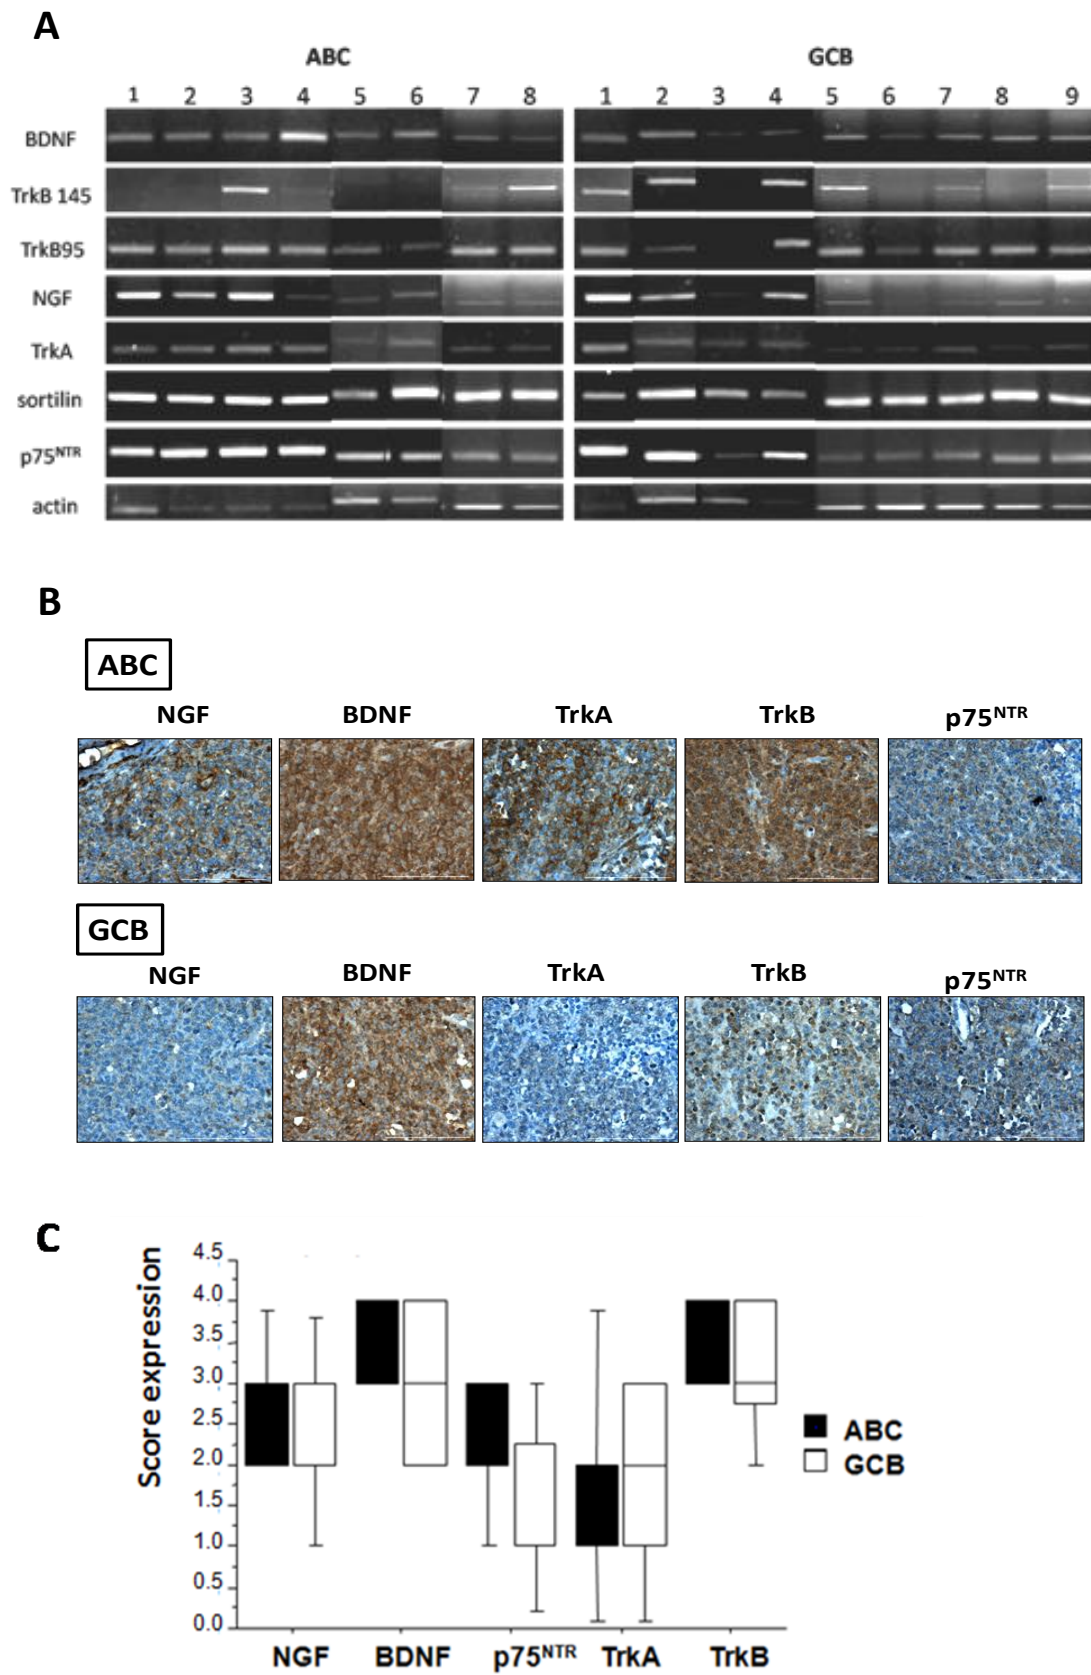 A
ABC GCB
1 2 3 4 5 6 7 8 1 2 3 4 5 6 7 8 9
BDNF
TrkB 145
TrkB95
NGF
TrkA
sortilin
p75NTR
actin
B
ABC
NGF BDNF TrkA TrkB p75NTR
GCB
NGF BDNF TrkA TrkB p75NTR
C
Score expression
4.5
4.0
3.5
3.0
2.5
2.0
1.5
1.0
0.5
0.0
NGF BDNF p75NTR TrkA TrkB
ABC
GCB